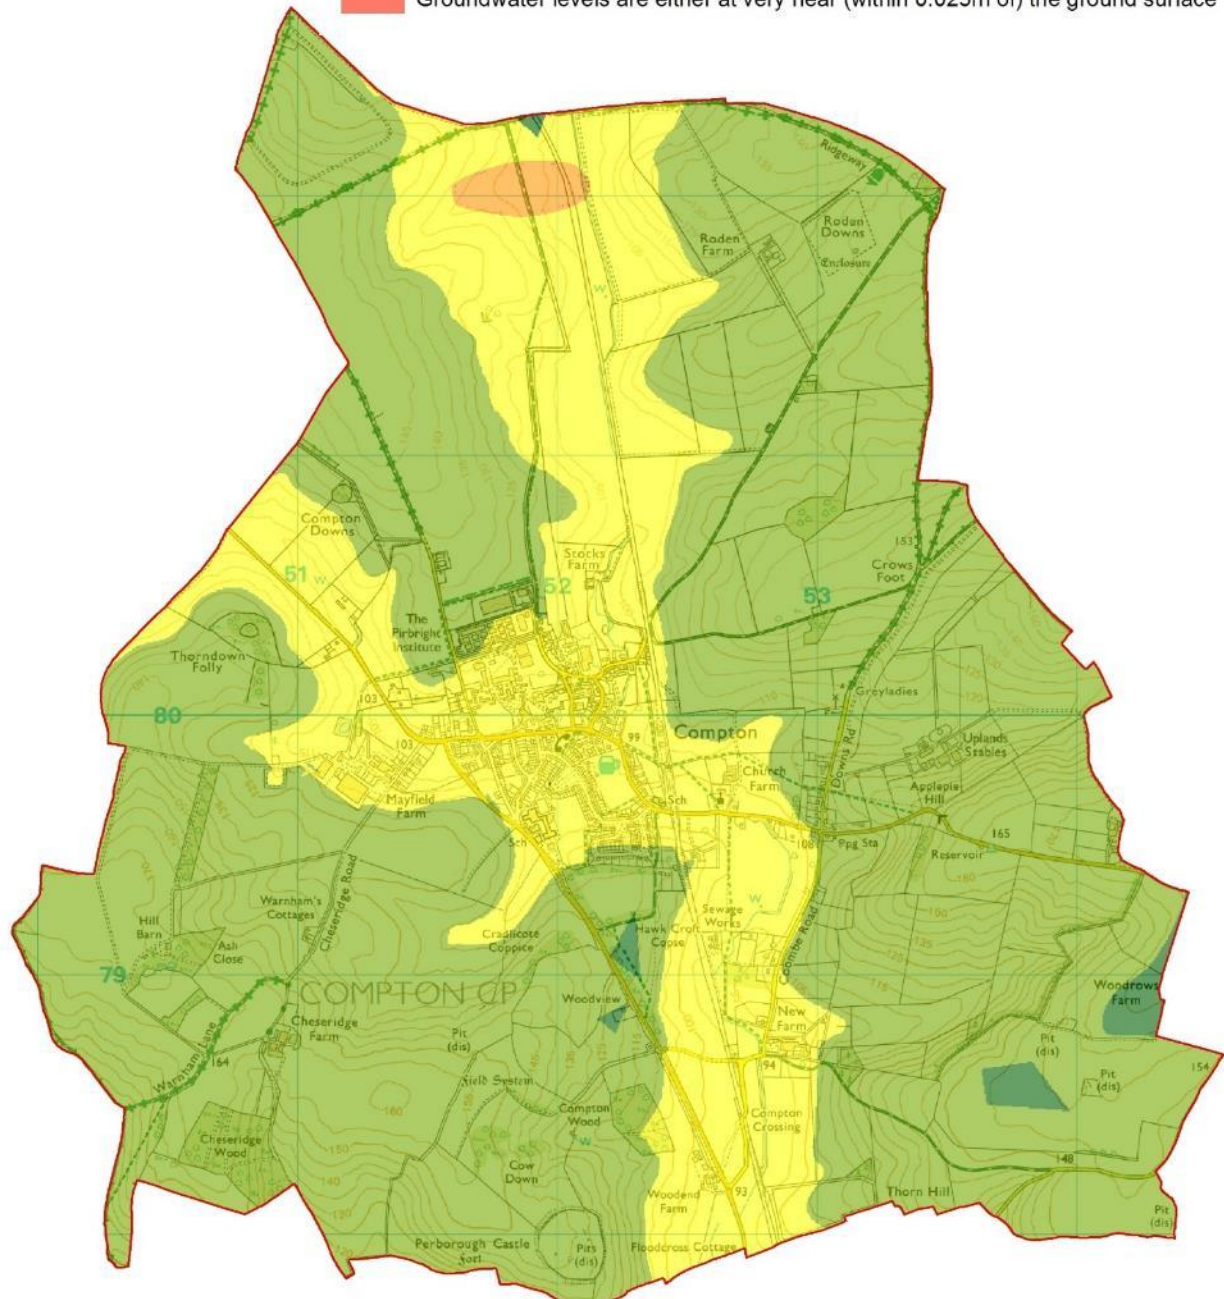 Groundwater levels are either at very near (within 0.025m of) the ground surface
Ridgeway
Roden
Downs
Roden
Farm
Enclosure
Compton
Downs
Stocks
Farm
153
Crows
Foot
51
W
52
53
The
Pirbright
Institute
Thorndown
Folly
103
Greyladies
80
Compton
Uplands
Stables
103
99
Church
Farm
Downs Rd
Mayfield
Farm
Sch
Applepie
Hill
Sch
108
Ppg Sta
165
Reservoir
Warnham's
Cottages
Cheseridge Road
Hill
Barn
Ash
Close
Cradlicote
Coppice
Hawk Croft
Copse
Sewage
Works
W
Coombe Road
79
COMPTON CP
Woodview
Woodrows
Farm
Cheseridge
Farm
Pit
(dis)
New
Farm
Pit
(dis)
Warnham Lane
164
94
Pit
(dis)
154
Field System
Compton
Wood
W
Compton
Crossing
Cheseridge
Wood
Cow
Down
148
Woodend
Farm
93
Thorn Hill
Pit
(dis)
Perborough Castle
Fort
Pits
(dis)
Floodcross Cottage